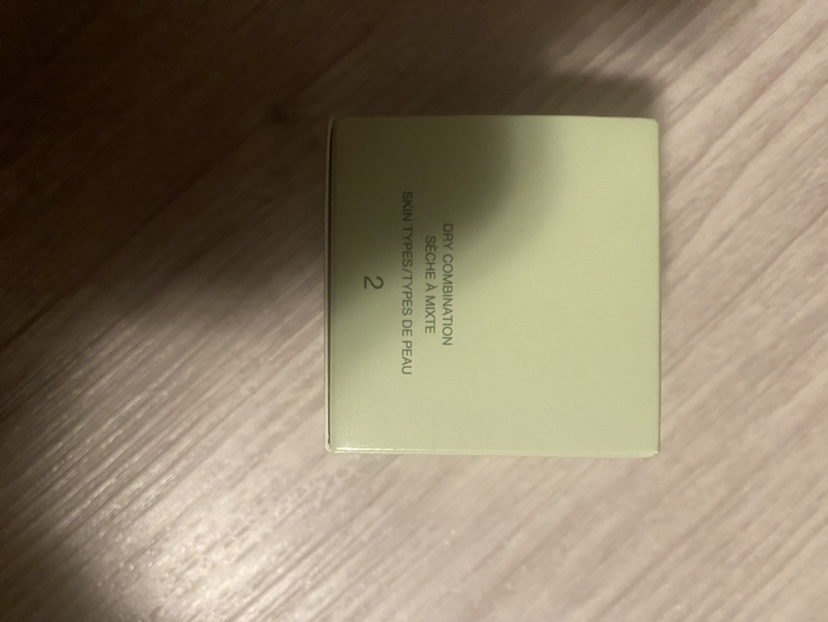 DRY COMBINATION
SÈCHE À MIXTE
SKIN TYPES/TYPES DE PEAU
2